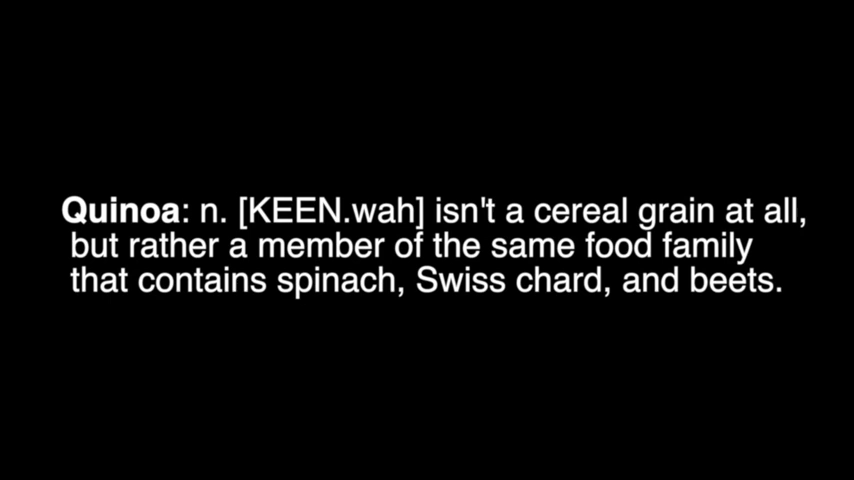 Quinoa: n. [KEEN.wah] isn't a cereal grain at all,
but rather a member of the same food family
that contains spinach, Swiss chard, and beets.